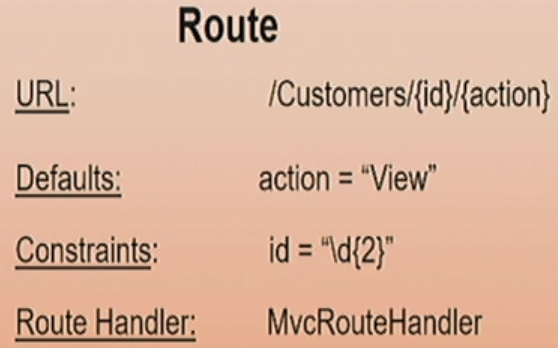 Route
URL: /Customers/{id}/{action}
Defaults: action = “View”
Constraints: id = “\d{2}”
Route Handler: MvcRouteHandler